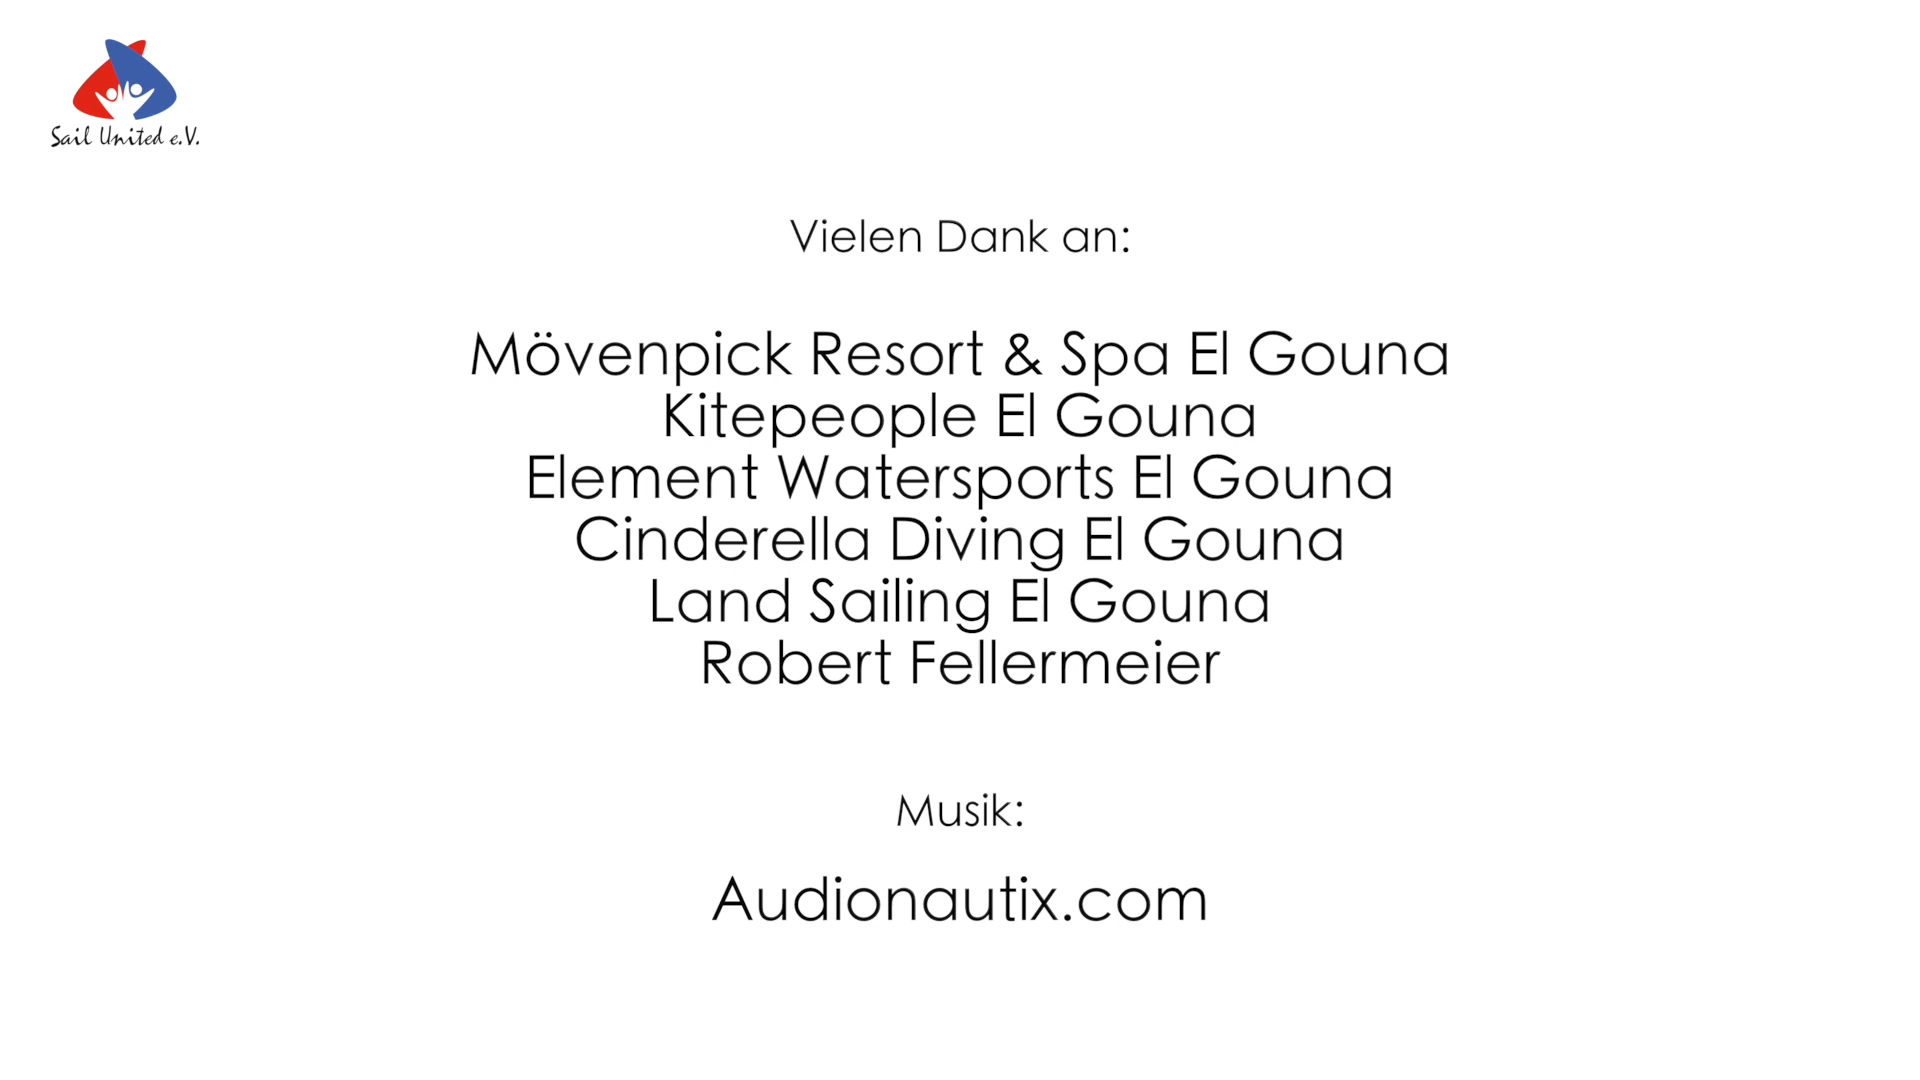 Sail United e.V.
Vielen Dank an:
Mövenpick Resort & Spa El Gouna
Kitepeople El Gouna
Element Watersports El Gouna
Cinderella Diving El Gouna
Land Sailing El Gouna
Robert Fellermeier
Musik:
Audionautix.com